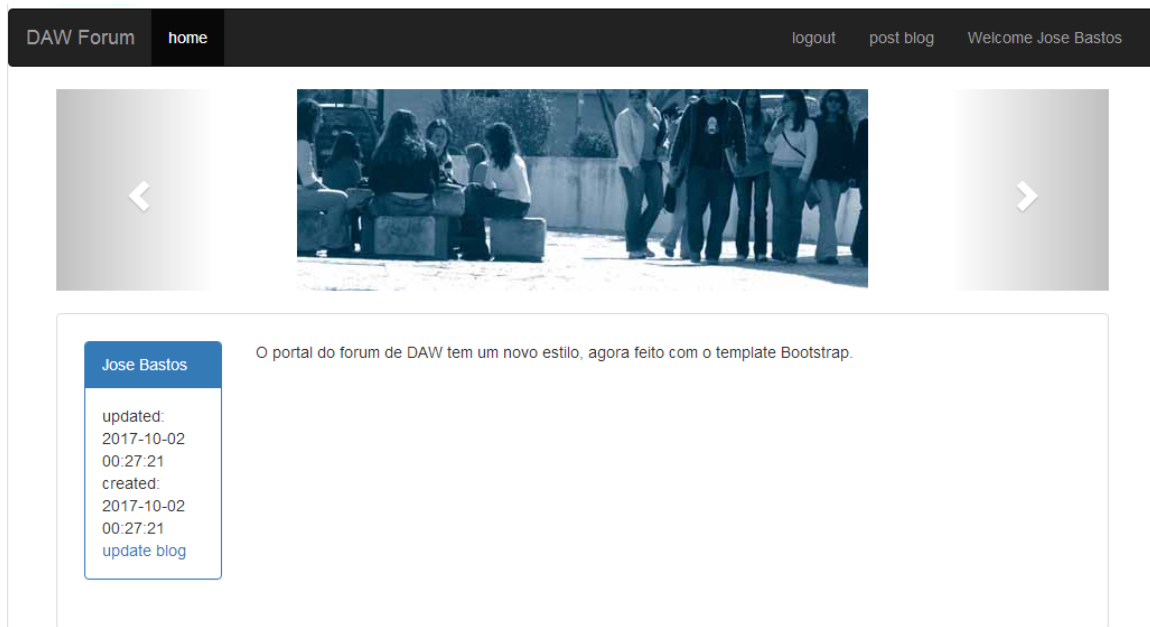 DAW Forum home logout post blog Welcome Jose Bastos
Jose Bastos
updated:
2017-10-02
00:27:21
created:
2017-10-02
00:27:21
update blog
O portal do forum de DAW tem um novo estilo, agora feito com o template Bootstrap.